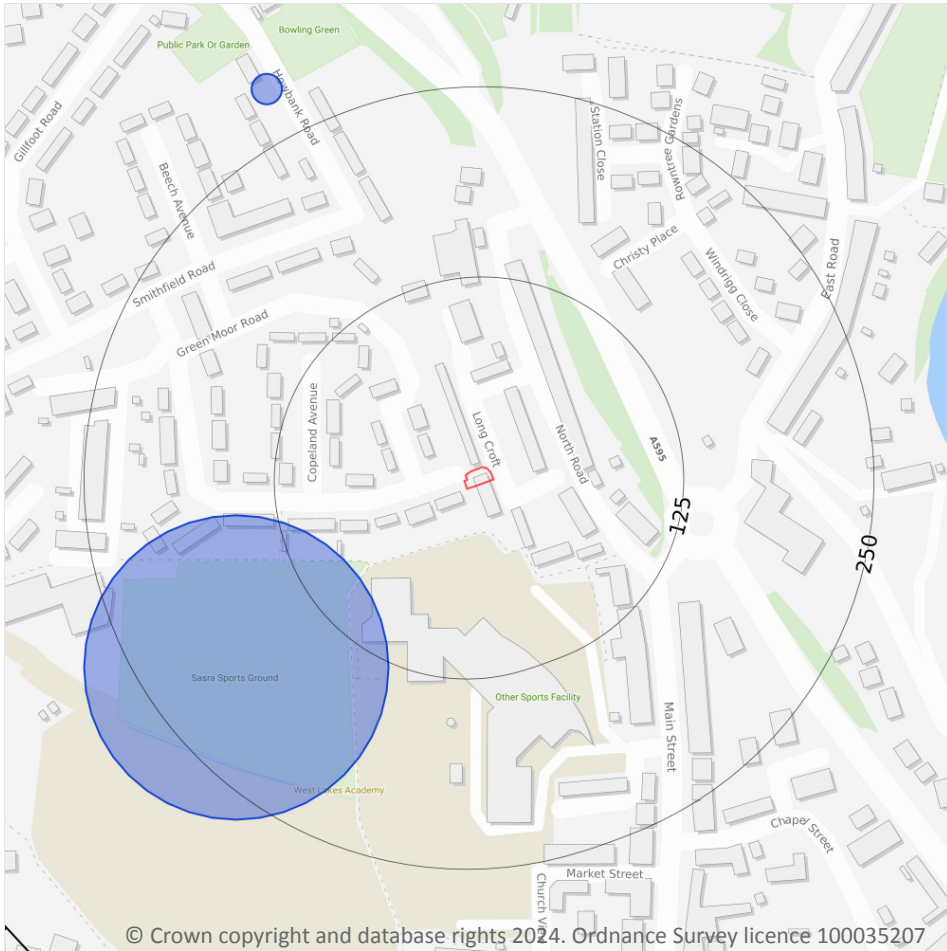 Bowling Green
Public Park Or Garden
Howbank Road
Gillfoot Road
Station Close
Rowntree Gardens
Beech Avenue
Christy Place
East Road
Windrigg Close
Smithfield Road
Green Moor Road
Copeland Avenue
Long Croft
North Road
A595
125
250
Sasra Sports Ground
Other Sports Facility
Main Street
West Lakes Academy
Chapel Street
Market Street
Church View
© Crown copyright and database rights 2024. Ordnance Survey licence 100035207